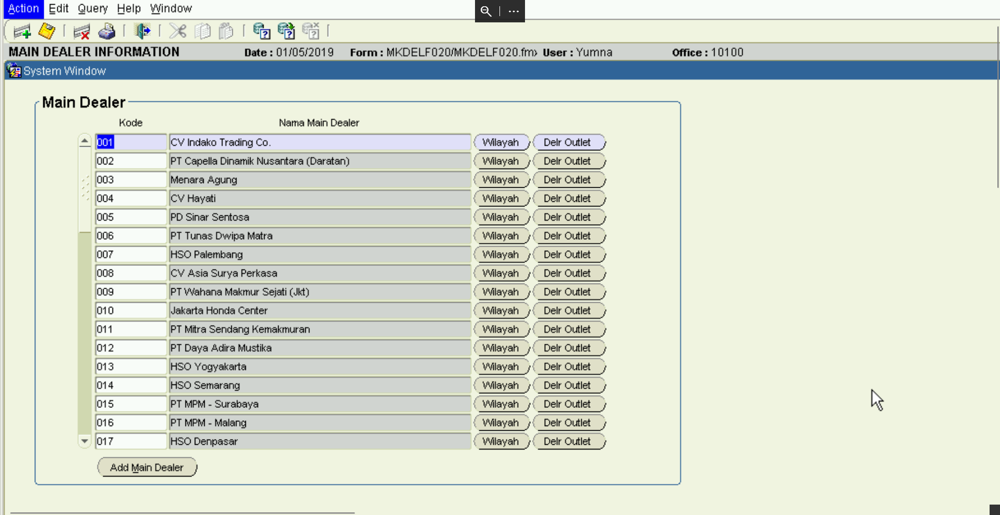 Action Edit Query Help Window
MAIN DEALER INFORMATION Date : 01/05/2019 Form : MKDELF020/MKDELF020.fmx User : Yumna Office : 10100
System Window
Main Dealer
Kode Nama Main Dealer
001 CV Indako Trading Co. Wilayah Delr Outlet
002 PT Capella Dinamik Nusantara (Daratan) Wilayah Delr Outlet
003 Menara Agung Wilayah Delr Outlet
004 CV Hayati Wilayah Delr Outlet
005 PD Sinar Sentosa Wilayah Delr Outlet
006 PT Tunas Dwipa Matra Wilayah Delr Outlet
007 HSO Palembang Wilayah Delr Outlet
008 CV Asia Surya Perkasa Wilayah Delr Outlet
009 PT Wahana Makmur Sejati (Jkt) Wilayah Delr Outlet
010 Jakarta Honda Center Wilayah Delr Outlet
011 PT Mitra Sendang Kemakmuran Wilayah Delr Outlet
012 PT Daya Adira Mustika Wilayah Delr Outlet
013 HSO Yogyakarta Wilayah Delr Outlet
014 HSO Semarang Wilayah Delr Outlet
015 PT MPM - Surabaya Wilayah Delr Outlet
016 PT MPM - Malang Wilayah Delr Outlet
017 HSO Denpasar Wilayah Delr Outlet
Add Main Dealer